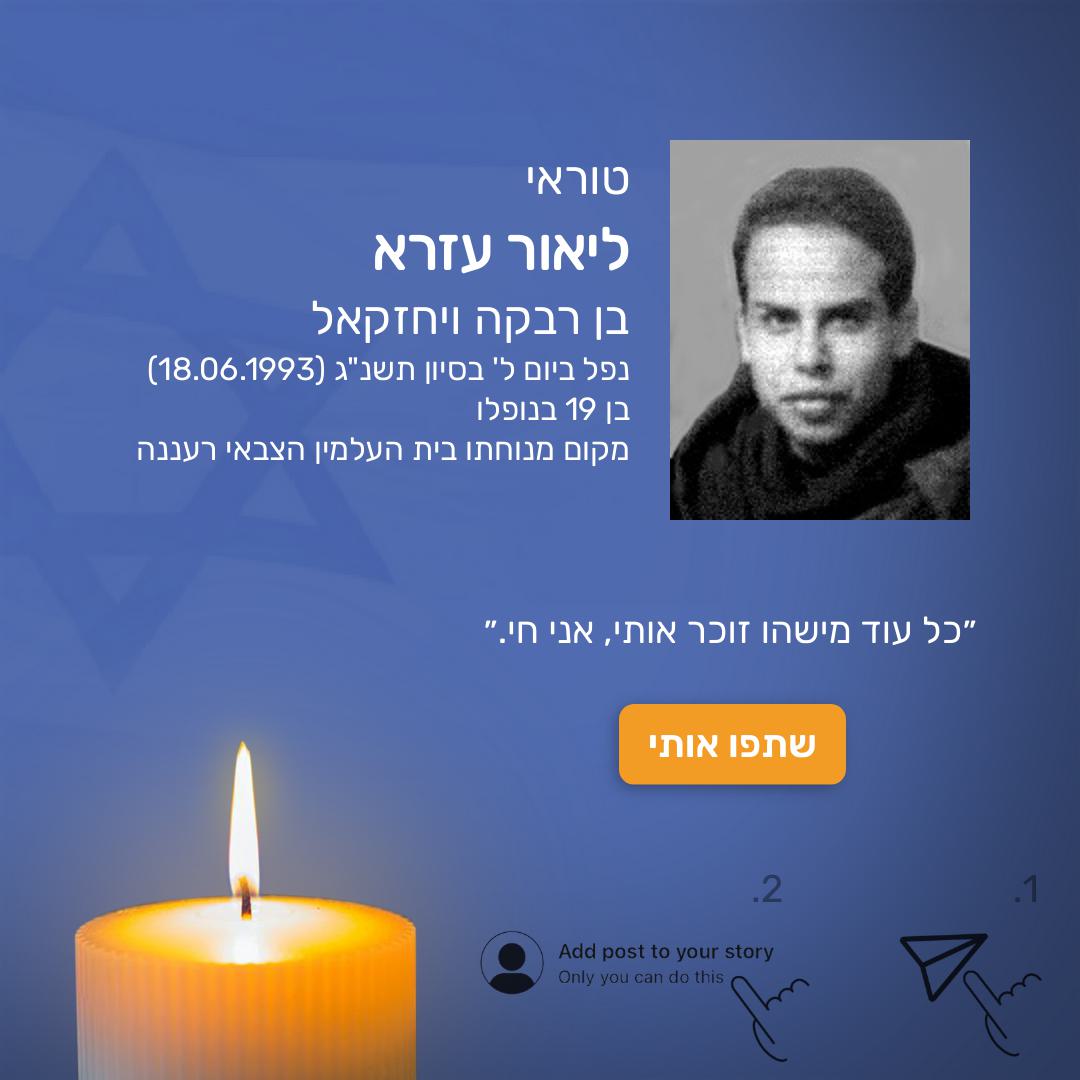 טוראי
ליאור עזרא
בן רבקה ויחזקאל
נפל ביום ל' בסיון תשנ"ג (18.06.1993)
בן 19 בנופלו
מקום מנוחתו בית העלמין הצבאי רעננה
״כל עוד מישהו זוכר אותי, אני חי.״
שתפו אותי
.1
.2
Add post to your story
Only you can do this